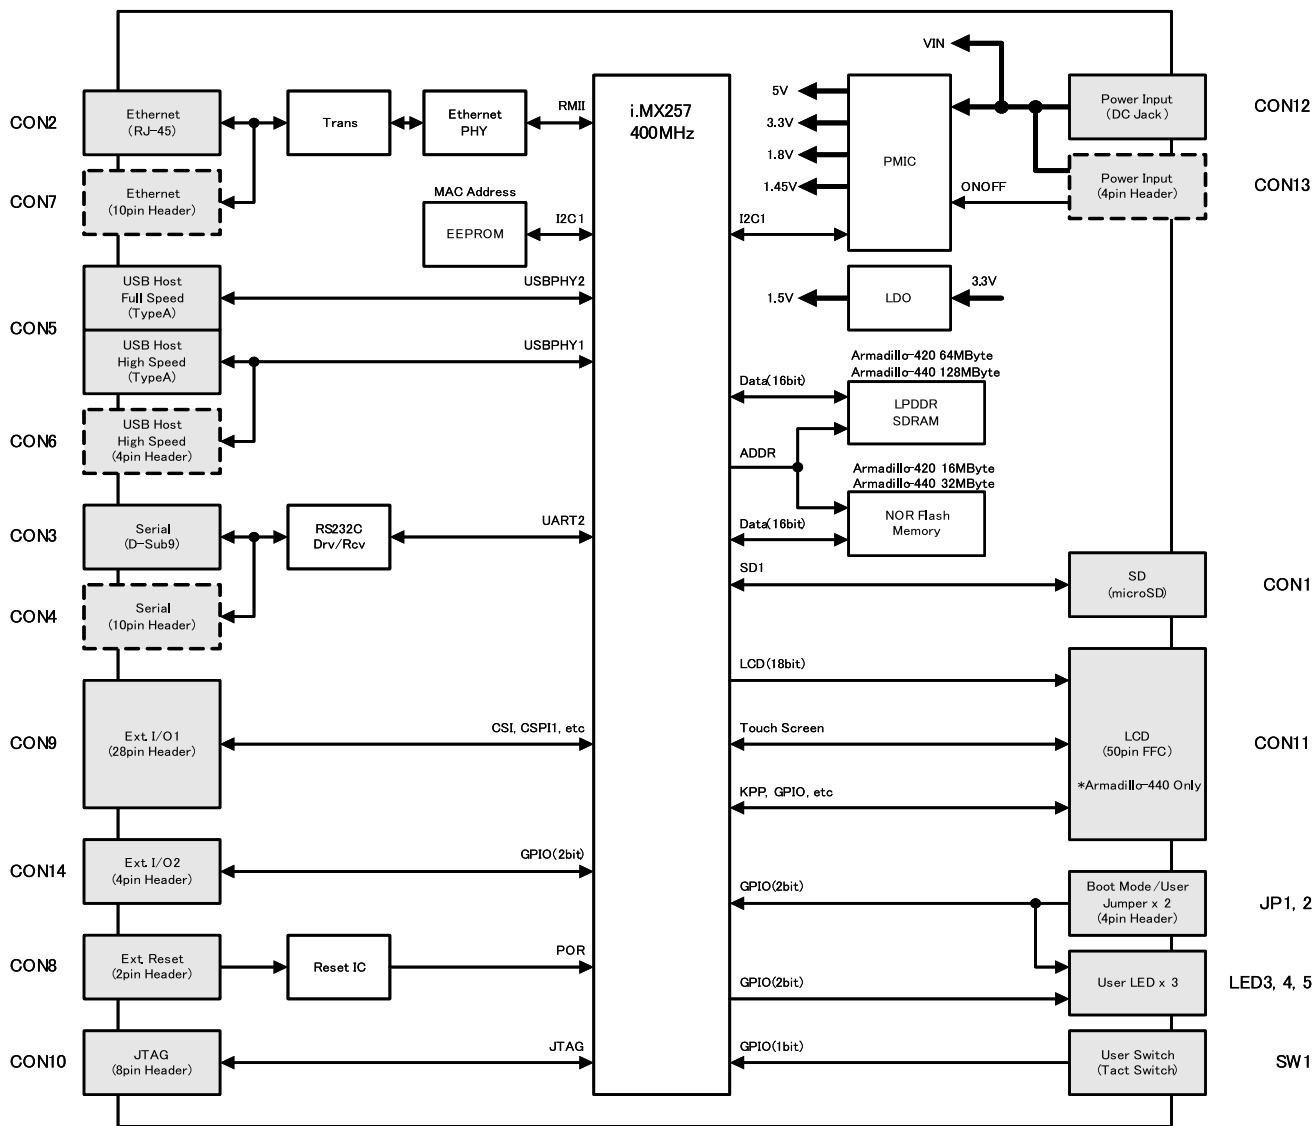 CON2
Ethernet
(RJ-45)
Trans
Ethernet
PHY
RMII
CON7
Ethernet
(10pin Header)
MAC Address
EEPROM
I2C1
CON5
USB Host
Full Speed
(TypeA)
USBPHY2
USB Host
High Speed
(TypeA)
USBPHY1
CON6
USB Host
High Speed
(4pin Header)
CON3
Serial
(D-Sub9)
RS232C
Drv/Rcv
UART2
CON4
Serial
(10pin Header)
CON9
Ext. I/O1
(28pin Header)
CSI, CSPI1, etc
CON14
Ext. I/O2
(4pin Header)
GPIO(2bit)
CON8
Ext. Reset
(2pin Header)
Reset IC
POR
CON10
JTAG
(8pin Header)
JTAG
i.MX257
400MHz
VIN
5V
3.3V
1.8V
1.45V
PMIC
I2C1
ONOFF
Power Input
(DC Jack)
CON12
Power Input
(4pin Header)
CON13
1.5V
LDO
3.3V
Armadillo-420 64MByte
Armadillo-440 128MByte
Data(16bit)
LPDDR
SDRAM
ADDR
Armadillo-420 16MByte
Armadillo-440 32MByte
NOR Flash
Memory
Data(16bit)
SD1
SD
(microSD)
CON1
LCD(18bit)
Touch Screen
KPP, GPIO, etc
LCD
(50pin FFC)
*Armadillo-440 Only
CON11
GPIO(2bit)
Boot Mode/User
Jumper x 2
(4pin Header)
JP1, 2
GPIO(2bit)
User LED x 3
LED3, 4, 5
GPIO(1bit)
User Switch
(Tact Switch)
SW1